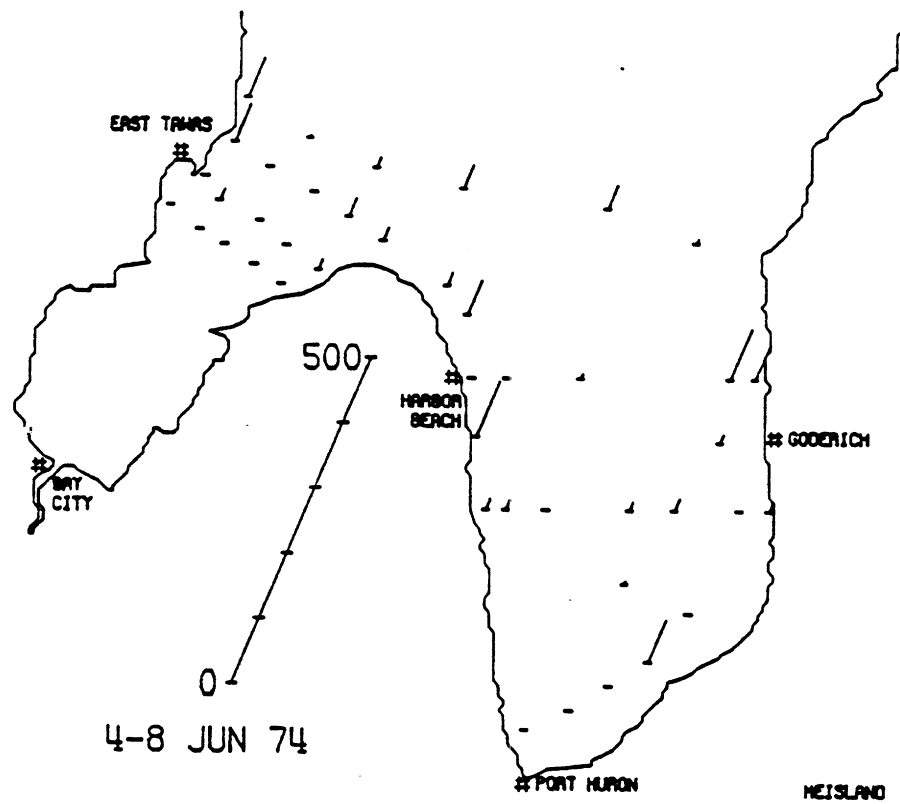 EAST TAWAS
500
HARBOR
BEACH
GODERICH
BAY
CITY
0
4-8 JUN 74
PORT HURON
MEISLAND